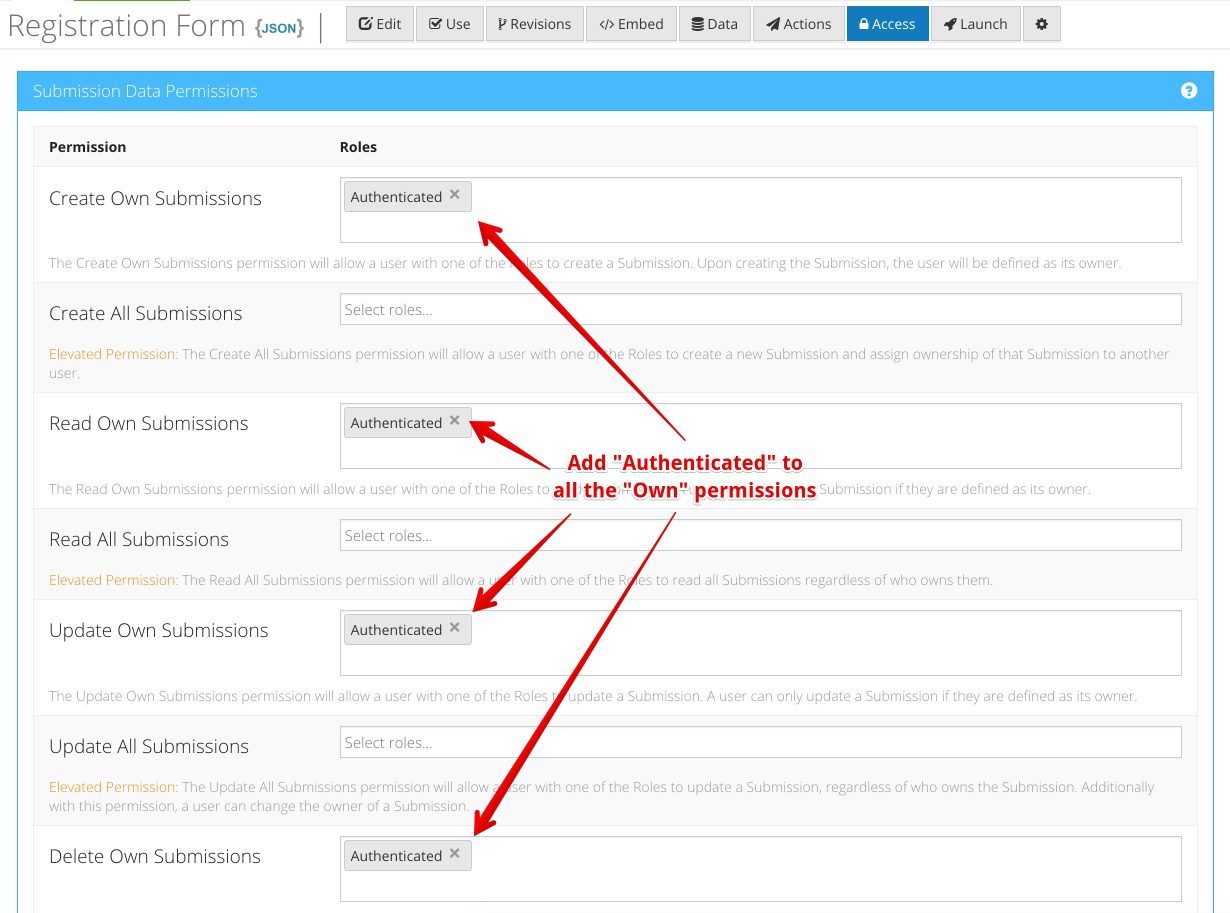 Registration Form {JSON}
Edit
Use
Revisions
</> Embed
Data
Actions
Access
Launch
Submission Data Permissions
?
Permission
Roles
Create Own Submissions
Authenticated ×
The Create Own Submissions permission will allow a user with one of the Roles to create a Submission. Upon creating the Submission, the user will be defined as its owner.
Create All Submissions
Select roles...
Elevated Permission: The Create All Submissions permission will allow a user with one of the Roles to create a new Submission and assign ownership of that Submission to another
user.
Read Own Submissions
Authenticated ×
Add "Authenticated" to
all the "Own" permissions
The Read Own Submissions permission will allow a user with one of the Roles to Submission if they are defined as its owner.
Read All Submissions
Select roles...
Elevated Permission: The Read All Submissions permission will allow a user with one of the Roles to read all Submissions regardless of who owns them.
Update Own Submissions
Authenticated ×
The Update Own Submissions permission will allow a user with one of the Roles to update a Submission. A user can only update a Submission if they are defined as its owner.
Update All Submissions
Select roles...
Elevated Permission: The Update All Submissions permission will allow a user with one of the Roles to update a Submission, regardless of who owns the Submission. Additionally
with this permission, a user can change the owner of a Submission.
Delete Own Submissions
Authenticated ×